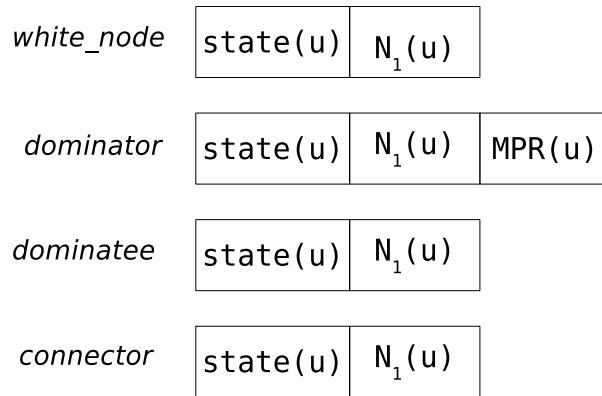 white_node state(u) N₁(u)
dominator state(u) N₁(u) MPR(u)
dominatee state(u) N₁(u)
connector state(u) N₁(u)